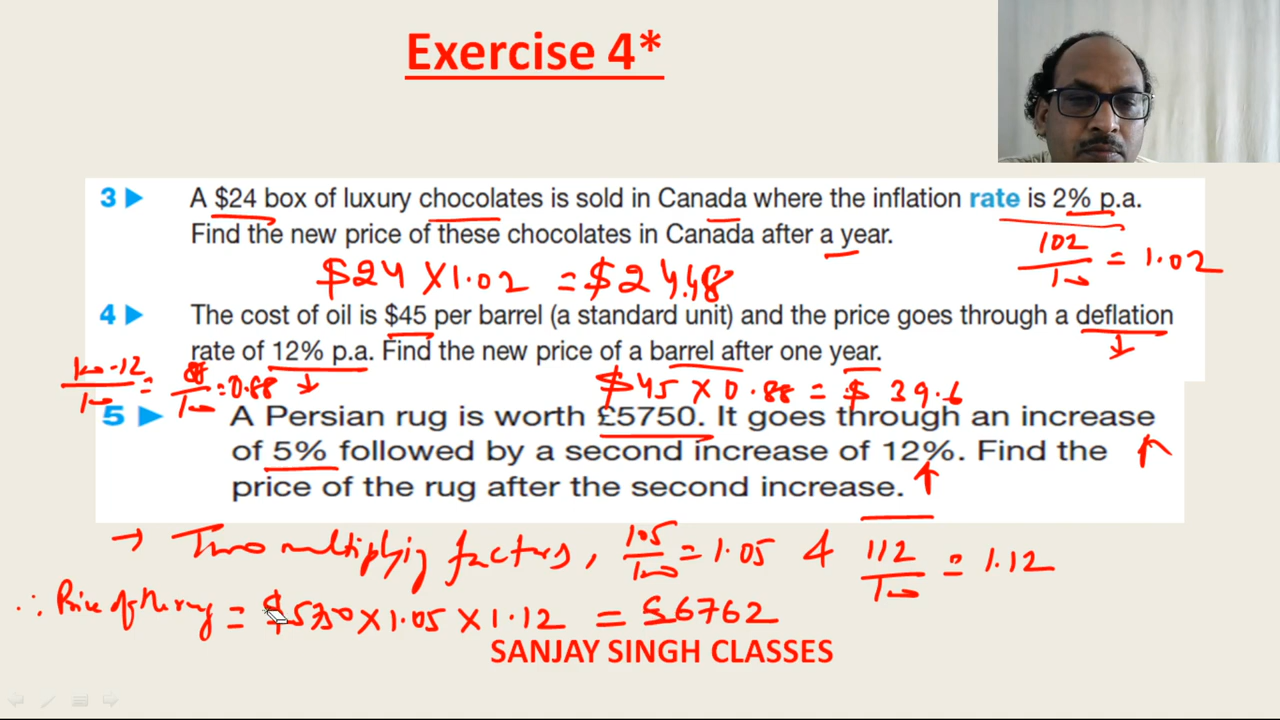 Exercise 4*
3 ▶ A $24 box of luxury chocolates is sold in Canada where the inflation rate is 2% p.a.
Find the new price of these chocolates in Canada after a year.
102/100 = 1.02
$24 × 1.02 = $24.48
4 ▶ The cost of oil is $45 per barrel (a standard unit) and the price goes through a deflation
rate of 12% p.a. Find the new price of a barrel after one year.
100-12/100 = 88/100 = 0.88
$45 × 0.88 = $39.6
5 ▶ A Persian rug is worth £5750. It goes through an increase
of 5% followed by a second increase of 12%. Find the
price of the rug after the second increase.
→ Two multiplying factors, 105/100 = 1.05 & 112/100 = 1.12
∴ Price of the rug = $5750 × 1.05 × 1.12 = £6762
SANJAY SINGH CLASSES